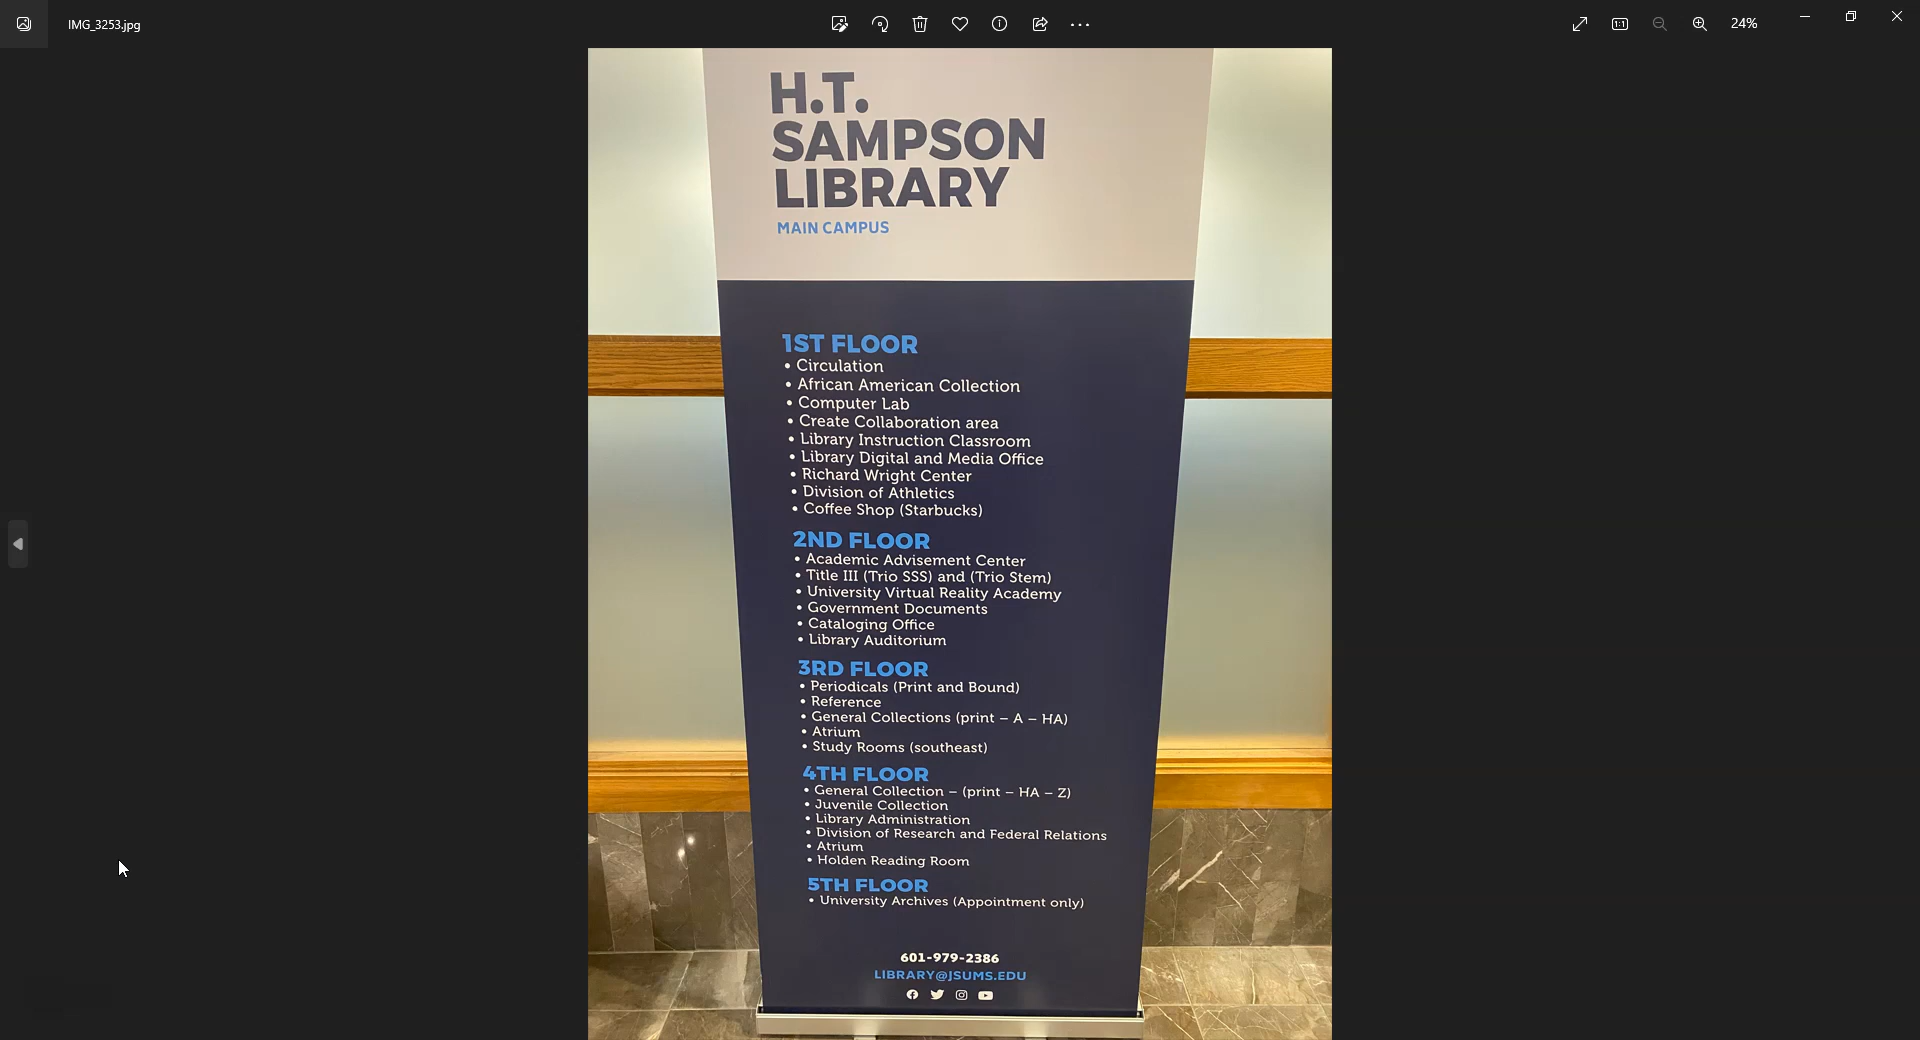 IMG_3253.jpg
24%
H.T.
SAMPSON
LIBRARY
MAIN CAMPUS
1ST FLOOR
• Circulation
• African American Collection
• Computer Lab
• Create Collaboration area
• Library Instruction Classroom
• Library Digital and Media Office
• Richard Wright Center
• Division of Athletics
• Coffee Shop (Starbucks)
2ND FLOOR
• Academic Advisement Center
• Title III (Trio SSS) and (Trio Stem)
• University Virtual Reality Academy
• Government Documents
• Cataloging Office
• Library Auditorium
3RD FLOOR
• Periodicals (Print and Bound)
• Reference
• General Collections (print – A – HA)
• Atrium
• Study Rooms (southeast)
4TH FLOOR
• General Collection – (print – HA – Z)
• Juvenile Collection
• Library Administration
• Division of Research and Federal Relations
• Atrium
• Holden Reading Room
5TH FLOOR
• University Archives (Appointment only)
601-979-2386
LIBRARY@JSUMS.EDU